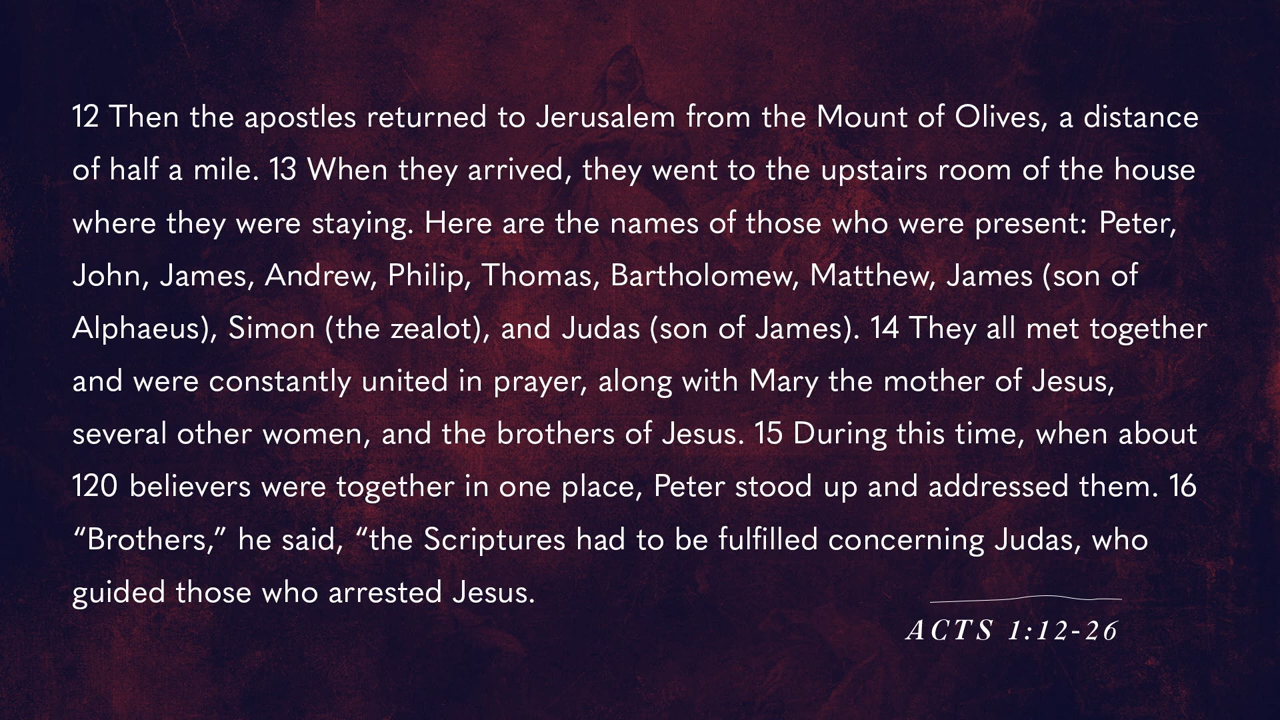 12 Then the apostles returned to Jerusalem from the Mount of Olives, a distance
of half a mile. 13 When they arrived, they went to the upstairs room of the house
where they were staying. Here are the names of those who were present: Peter,
John, James, Andrew, Philip, Thomas, Bartholomew, Matthew, James (son of
Alphaeus), Simon (the zealot), and Judas (son of James). 14 They all met together
and were constantly united in prayer, along with Mary the mother of Jesus,
several other women, and the brothers of Jesus. 15 During this time, when about
120 believers were together in one place, Peter stood up and addressed them. 16
“Brothers,” he said, “the Scriptures had to be fulfilled concerning Judas, who
guided those who arrested Jesus.
ACTS 1:12-26